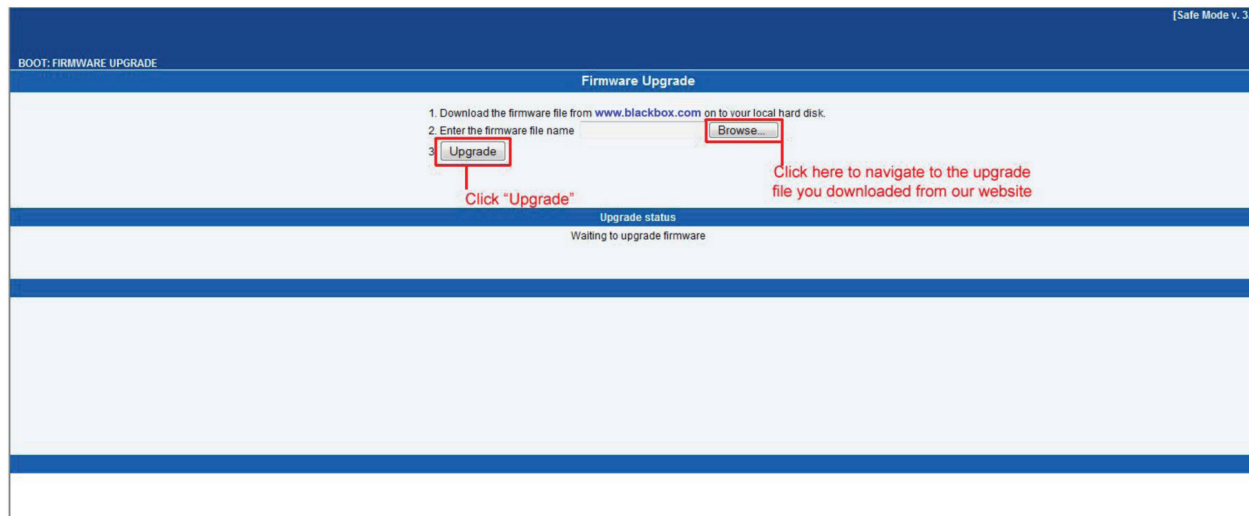 [Safe Mode v. 3
BOOT: FIRMWARE UPGRADE
Firmware Upgrade
1. Download the firmware file from www.blackbox.com on to your local hard disk.
2. Enter the firmware file name Browse...
3 Upgrade
Click here to navigate to the upgrade
file you downloaded from our website
Click “Upgrade”
Upgrade status
Waiting to upgrade firmware